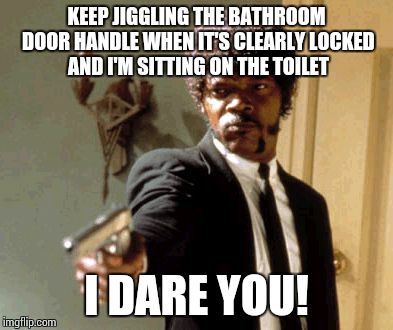 KEEP JIGGLING THE BATHROOM
DOOR HANDLE WHEN IT'S CLEARLY LOCKED
AND I'M SITTING ON THE TOILET
I DARE YOU!
imgflip.com